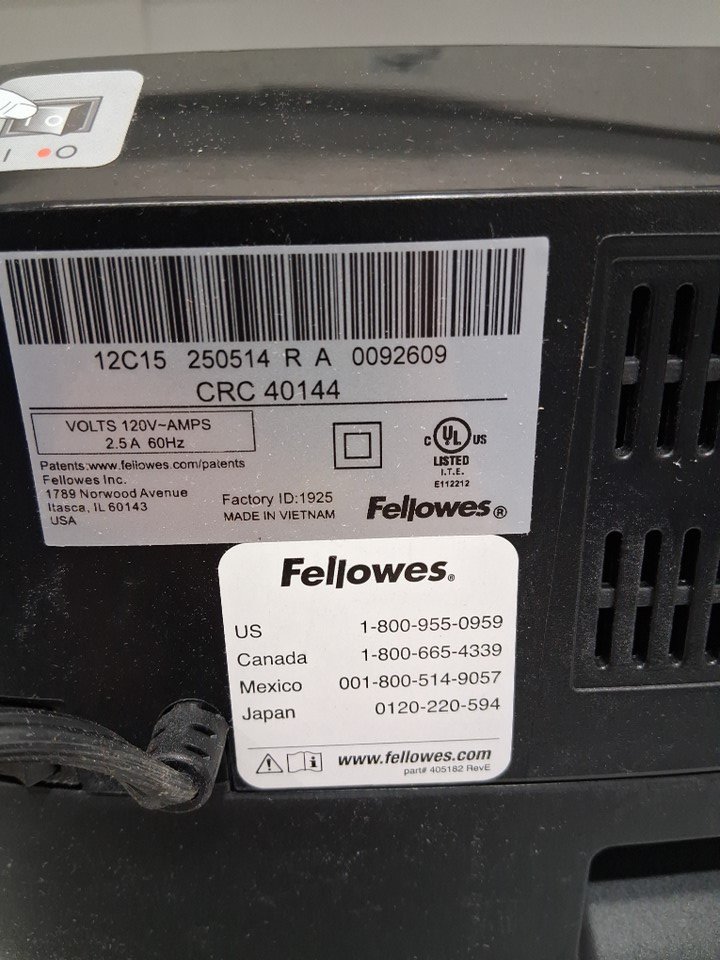 I O
12C15 250514 R A 0092609
CRC 40144
VOLTS 120V~AMPS
2.5A 60Hz
Patents:www.fellowes.com/patents
Fellowes Inc.
1789 Norwood Avenue
Itasca, IL 60143
USA
Factory ID:1925
MADE IN VIETNAM
C UL US
LISTED
I.T.E.
E112212
Fellowes®
Fellowes®
US 1-800-955-0959
Canada 1-800-665-4339
Mexico 001-800-514-9057
Japan 0120-220-594
www.fellowes.com
part# 405182 RevE